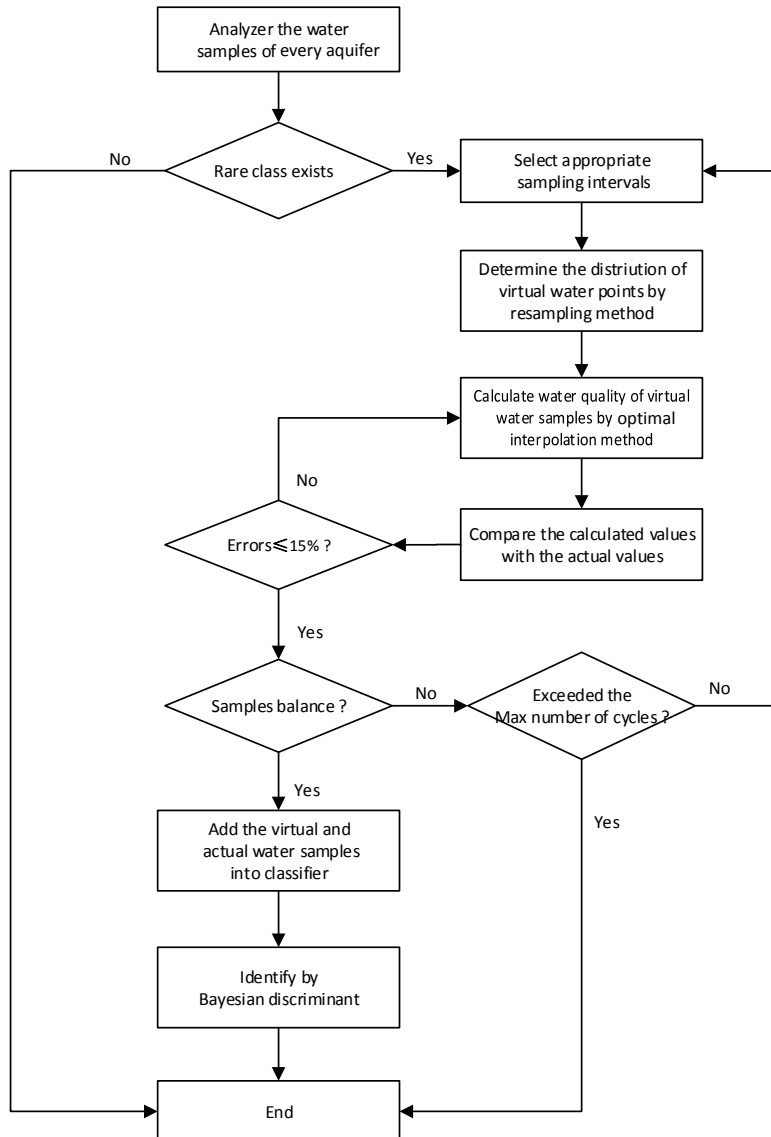 Analyzer the water
samples of every aquifer
No
Rare class exists
Yes
Select appropriate
sampling intervals
Determine the distriution of
virtual water points by
resampling method
Calculate water quality of virtual
water samples by optimal
interpolation method
No
Errors⩽15% ?
Compare the calculated values
with the actual values
Yes
Samples balance ?
No
Exceeded the
Max number of cycles ?
No
Yes
Yes
Add the virtual and
actual water samples
into classifier
Identify by
Bayesian discriminant
End